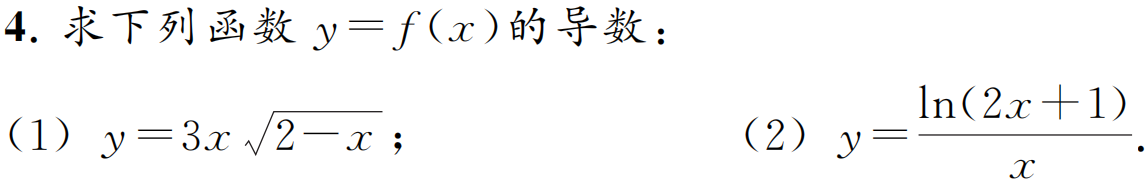 4. 求下列函数 y=f(x)的导数：
(1) y=3x√(2-x)； (2) y=ln(2x+1)/x.